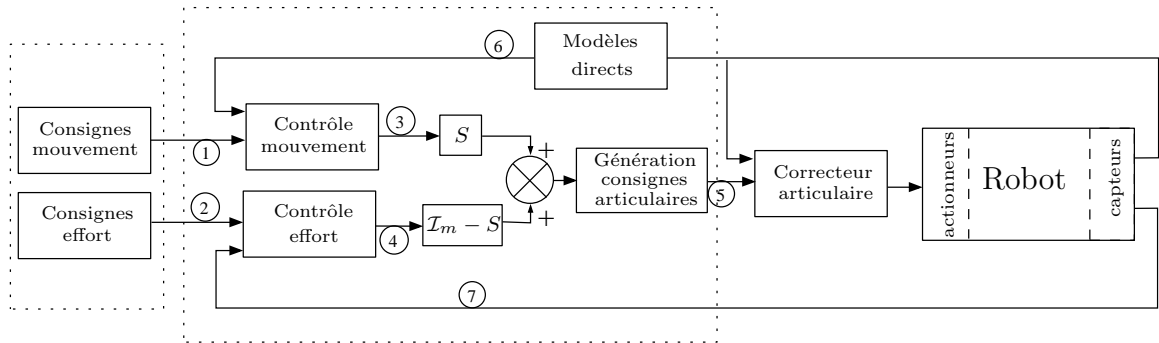 6
Modèles
directs
Consignes
mouvement
1
Contrôle
mouvement
3
S
+
Consignes
effort
2
Contrôle
effort
4
ℐm − S
+
Génération
consignes
articulaires
5
Correcteur
articulaire
actionneurs
Robot
capteurs
7